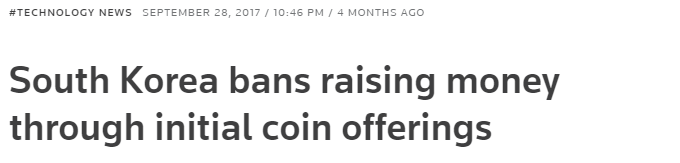 #TECHNOLOGY NEWS SEPTEMBER 28, 2017 / 10:46 PM / 4 MONTHS AGO
South Korea bans raising money
through initial coin offerings